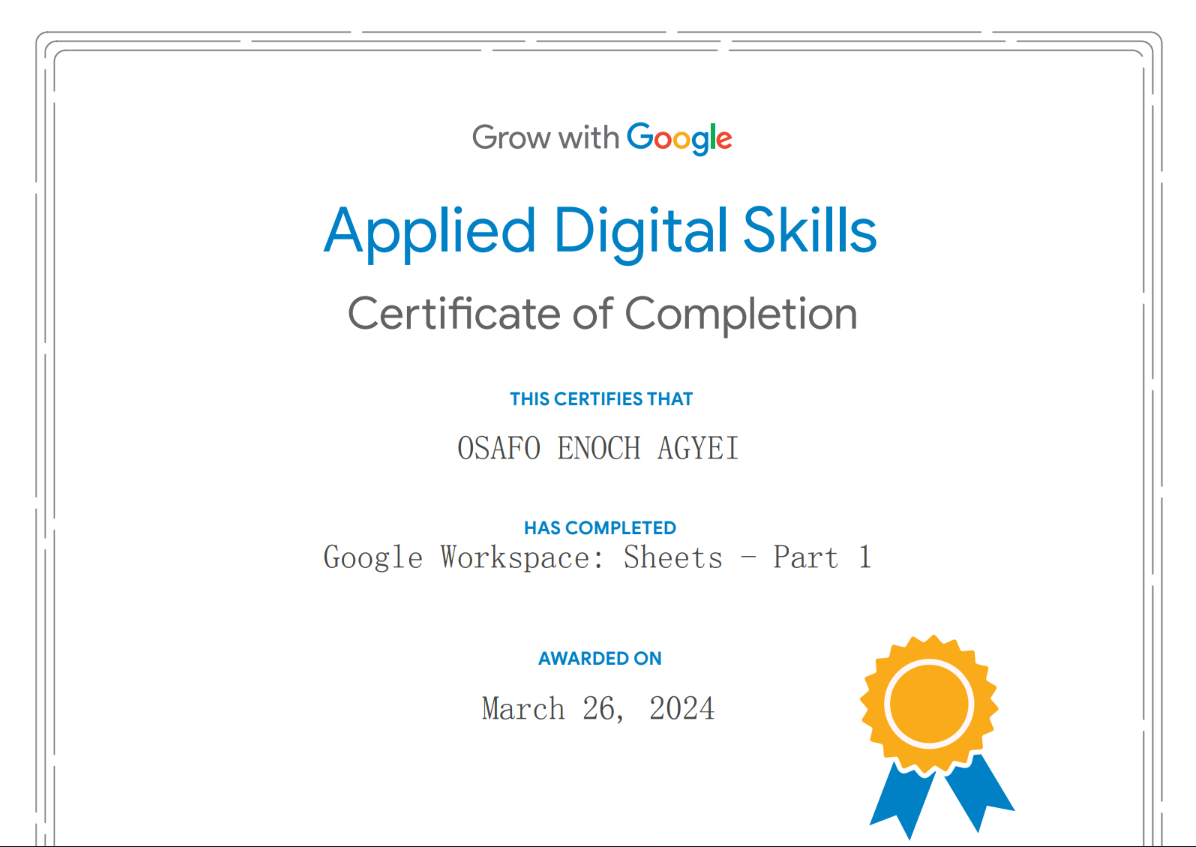 Grow with Google
Applied Digital Skills
Certificate of Completion
THIS CERTIFIES THAT
OSAFO ENOCH AGYEI
HAS COMPLETED
Google Workspace: Sheets - Part 1
AWARDED ON
March 26, 2024